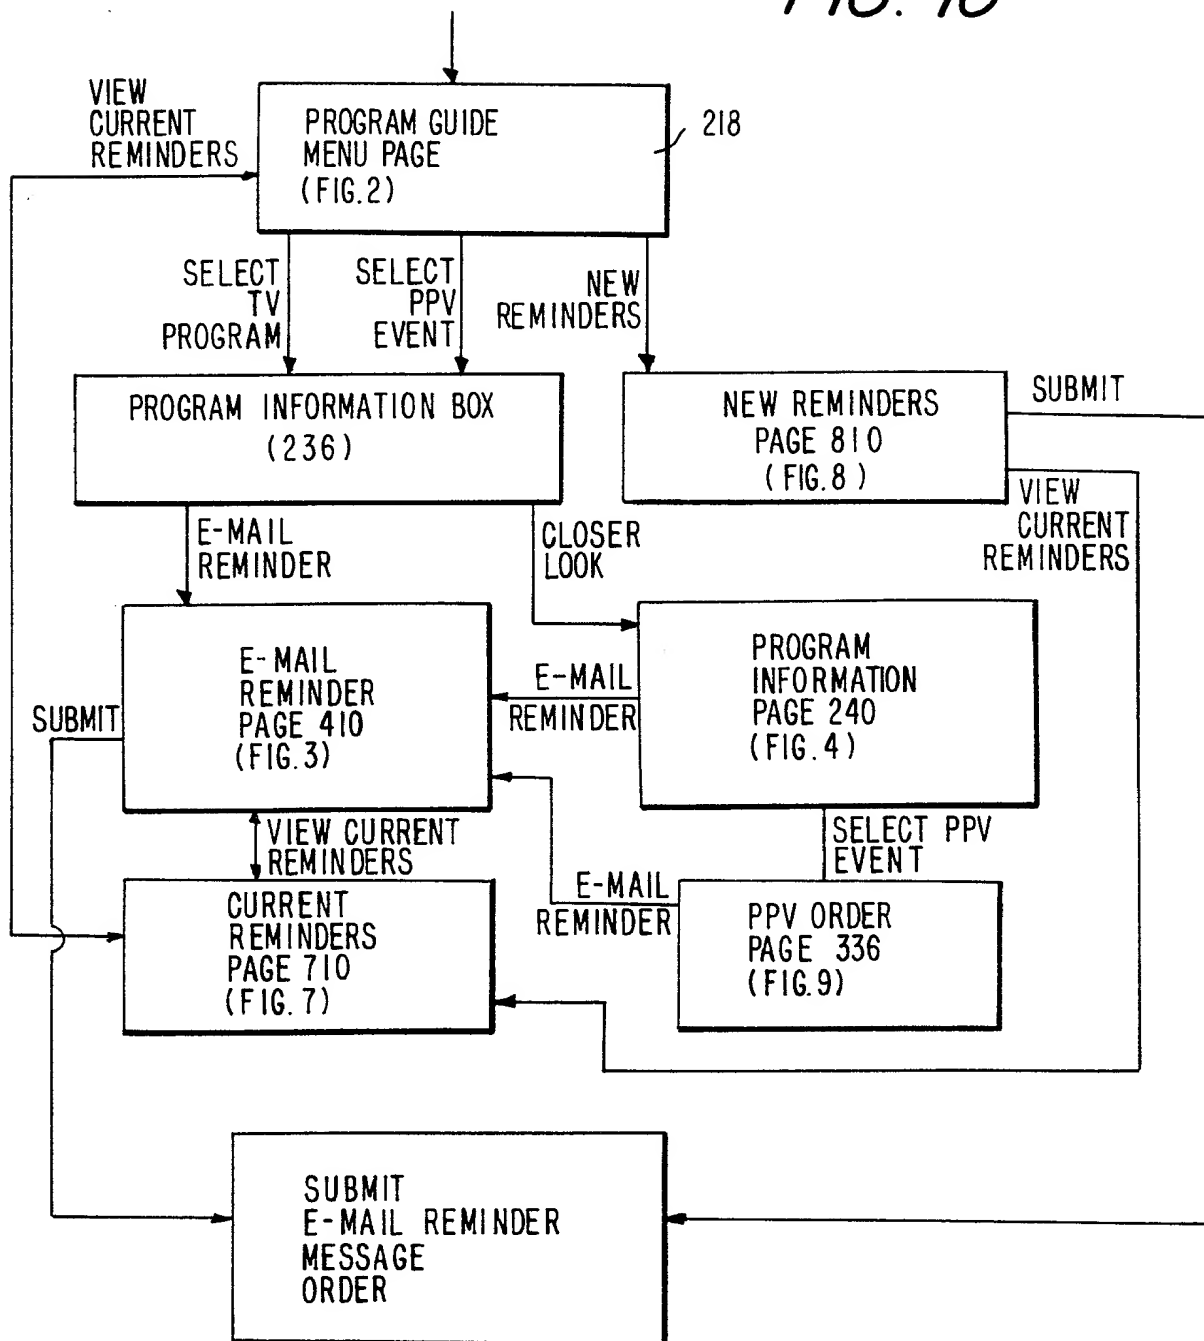 FIG. 10
VIEW
CURRENT
REMINDERS
PROGRAM GUIDE
MENU PAGE
(FIG.2)
218
SELECT
TV
PROGRAM
SELECT
PPV
EVENT
NEW
REMINDERS
PROGRAM INFORMATION BOX
(236)
NEW REMINDERS
PAGE 810
(FIG.8)
SUBMIT
VIEW
CURRENT
REMINDERS
E-MAIL
REMINDER
CLOSER
LOOK
E-MAIL
REMINDER
PAGE 410
(FIG.3)
E-MAIL
REMINDER
PROGRAM
INFORMATION
PAGE 240
(FIG.4)
SUBMIT
VIEW CURRENT
REMINDERS
SELECT PPV
EVENT
CURRENT
REMINDERS
PAGE 710
(FIG.7)
E-MAIL
REMINDER
PPV ORDER
PAGE 336
(FIG.9)
SUBMIT
E-MAIL REMINDER
MESSAGE
ORDER